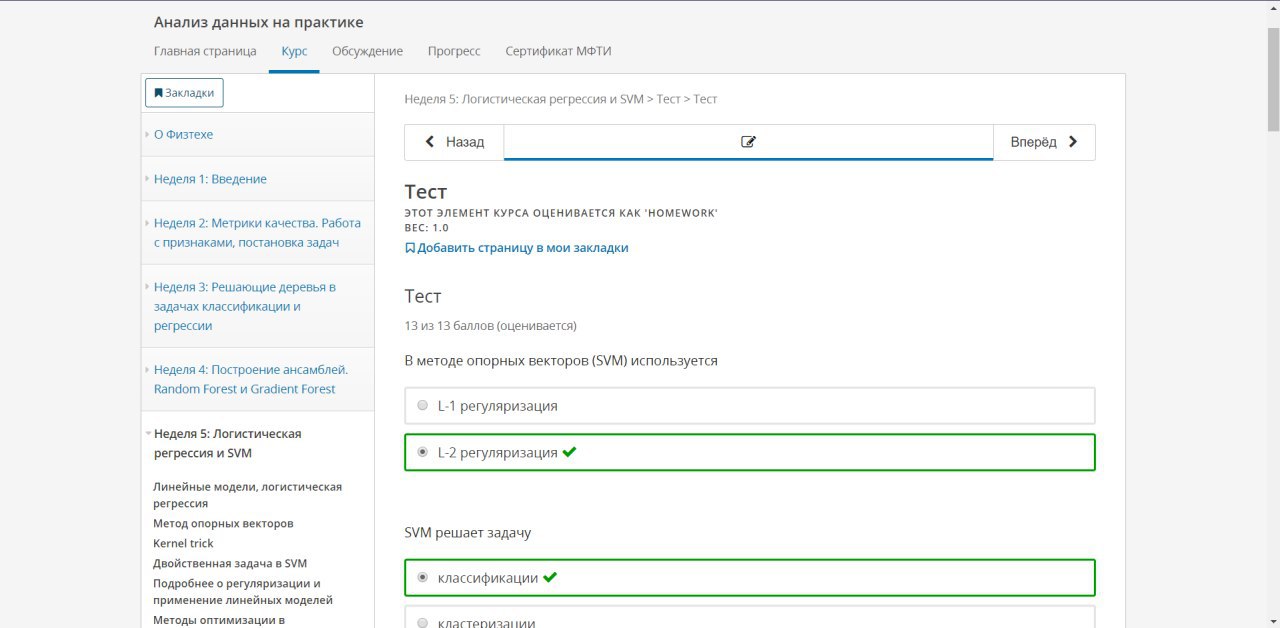 Анализ данных на практике
Главная страница Курс Обсуждение Прогресс Сертификат МФТИ
Закладки
О Физтехе
Неделя 1: Введение
Неделя 2: Метрики качества. Работа
с признаками, постановка задач
Неделя 3: Решающие деревья в
задачах классификации и
регрессии
Неделя 4: Построение ансамблей.
Random Forest и Gradient Forest
Неделя 5: Логистическая
регрессия и SVM
Линейные модели, логистическая
регрессия
Метод опорных векторов
Kernel trick
Двойственная задача в SVM
Подробнее о регуляризации и
применение линейных моделей
Методы оптимизации в
Неделя 5: Логистическая регрессия и SVM > Тест > Тест
Назад
Вперёд
Тест
ЭТОТ ЭЛЕМЕНТ КУРСА ОЦЕНИВАЕТСЯ КАК 'HOMEWORK'
ВЕС: 1.0
Добавить страницу в мои закладки
Тест
13 из 13 баллов (оценивается)
В методе опорных векторов (SVM) используется
L-1 регуляризация
L-2 регуляризация
SVM решает задачу
классификации
кластеризации